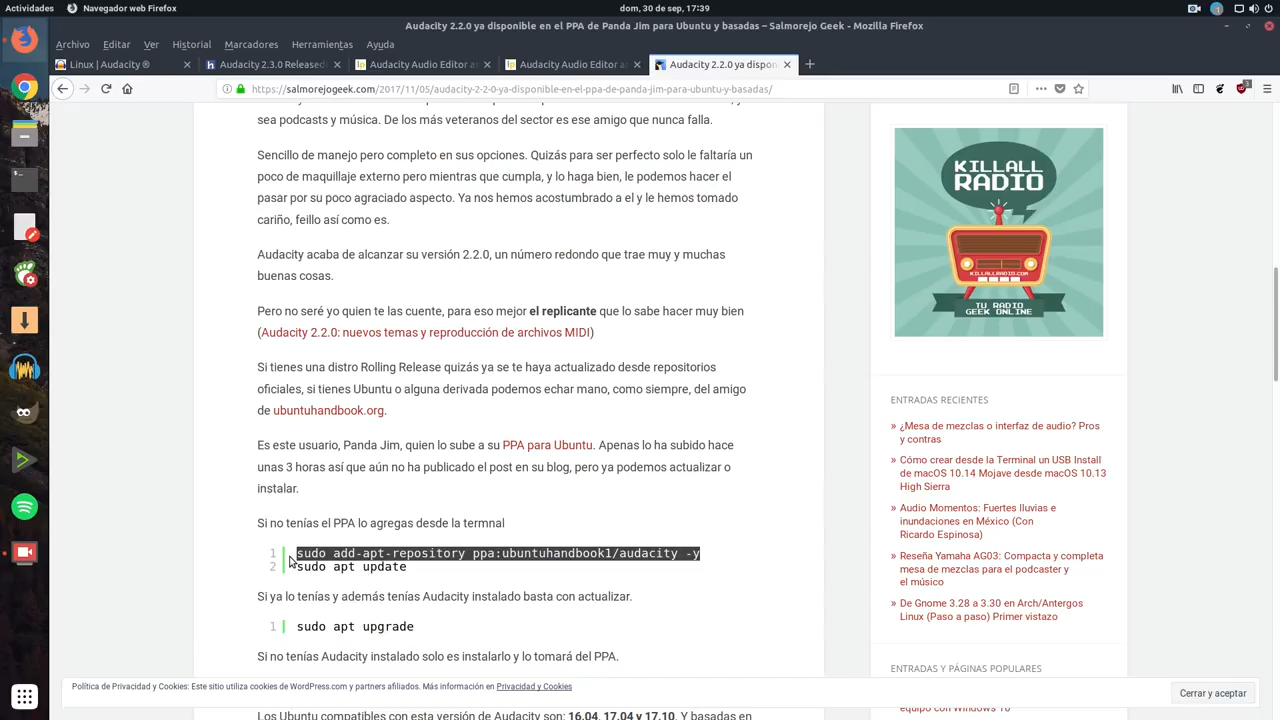 Actividades
Navegador web Firefox
dom, 30 de sep, 17:39
Audacity 2.2.0 ya disponible en el PPA de Panda Jim para Ubuntu y basadas – Salmorejo Geek – Mozilla Firefox
Archivo Editar Ver Historial Marcadores Herramientas Ayuda
Linux | Audacity ®
Audacity 2.3.0 Released
Audacity Audio Editor a
Audacity Audio Editor a
Audacity 2.2.0 ya dispon
https://salmorejogeek.com/2017/11/05/audacity-2-2-0-ya-disponible-en-el-ppa-de-panda-jim-para-ubuntu-y-basadas/
sea podcasts y música. De los más veteranos del sector es ese amigo que nunca falla.
Sencillo de manejo pero completo en sus opciones. Quizás para ser perfecto solo le faltaría un
poco de maquillaje externo pero mientras que cumpla, y lo haga bien, le podemos hacer el
pasar por su poco agraciado aspecto. Ya nos hemos acostumbrado a el y le hemos tomado
cariño, feillo así como es.
Audacity acaba de alcanzar su versión 2.2.0, un número redondo que trae muy y muchas
buenas cosas.
Pero no seré yo quien te las cuente, para eso mejor el replicante que lo sabe hacer muy bien
(Audacity 2.2.0: nuevos temas y reproducción de archivos MIDI)
Si tienes una distro Rolling Release quizás ya se te haya actualizado desde repositorios
oficiales, si tienes Ubuntu o alguna derivada podemos echar mano, como siempre, del amigo
de ubuntuhandbook.org.
Es este usuario, Panda Jim, quien lo sube a su PPA para Ubuntu. Apenas lo ha subido hace
unas 3 horas así que aún no ha publicado el post en su blog, pero ya podemos actualizar o
instalar.
Si no tenías el PPA lo agregas desde la termnal
1 sudo add-apt-repository ppa:ubuntuhandbook1/audacity -y
2 sudo apt update
Si ya lo tenías y además tenías Audacity instalado basta con actualizar.
1 sudo apt upgrade
Si no tenías Audacity instalado solo es instalarlo y lo tomará del PPA.
Los Ubuntu compatibles con esta versión de Audacity son: 16.04, 17.04 y 17.10. Y basadas en
KILLALL
RADIO
KILLALLRADIO.COM
TU RADIO
GEEK ONLINE
ENTRADAS RECIENTES
» ¿Mesa de mezclas o interfaz de audio? Pros
y contras
» Cómo crear desde la Terminal un USB Install
de macOS 10.14 Mojave desde macOS 10.13
High Sierra
» Audio Momentos: Fuertes lluvias e
inundaciones en México (Con
Ricardo Espinosa)
» Reseña Yamaha AG03: Compacta y completa
mesa de mezclas para el podcaster y
el músico
» De Gnome 3.28 a 3.30 en Arch/Antergos
Linux (Paso a paso) Primer vistazo
ENTRADAS Y PÁGINAS POPULARES
equipo con Windows 10
Política de Privacidad y Cookies: Este sitio utiliza cookies de WordPress.com y partners afiliados. Más información en Privacidad y Cookies
Cerrar y aceptar